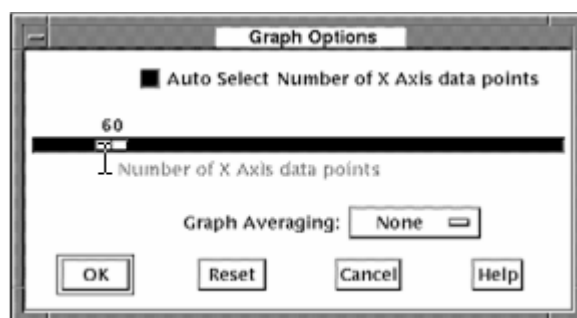 Graph Options
Auto Select Number of X Axis data points
60
Number of X Axis data points
Graph Averaging: None
OK Reset Cancel Help